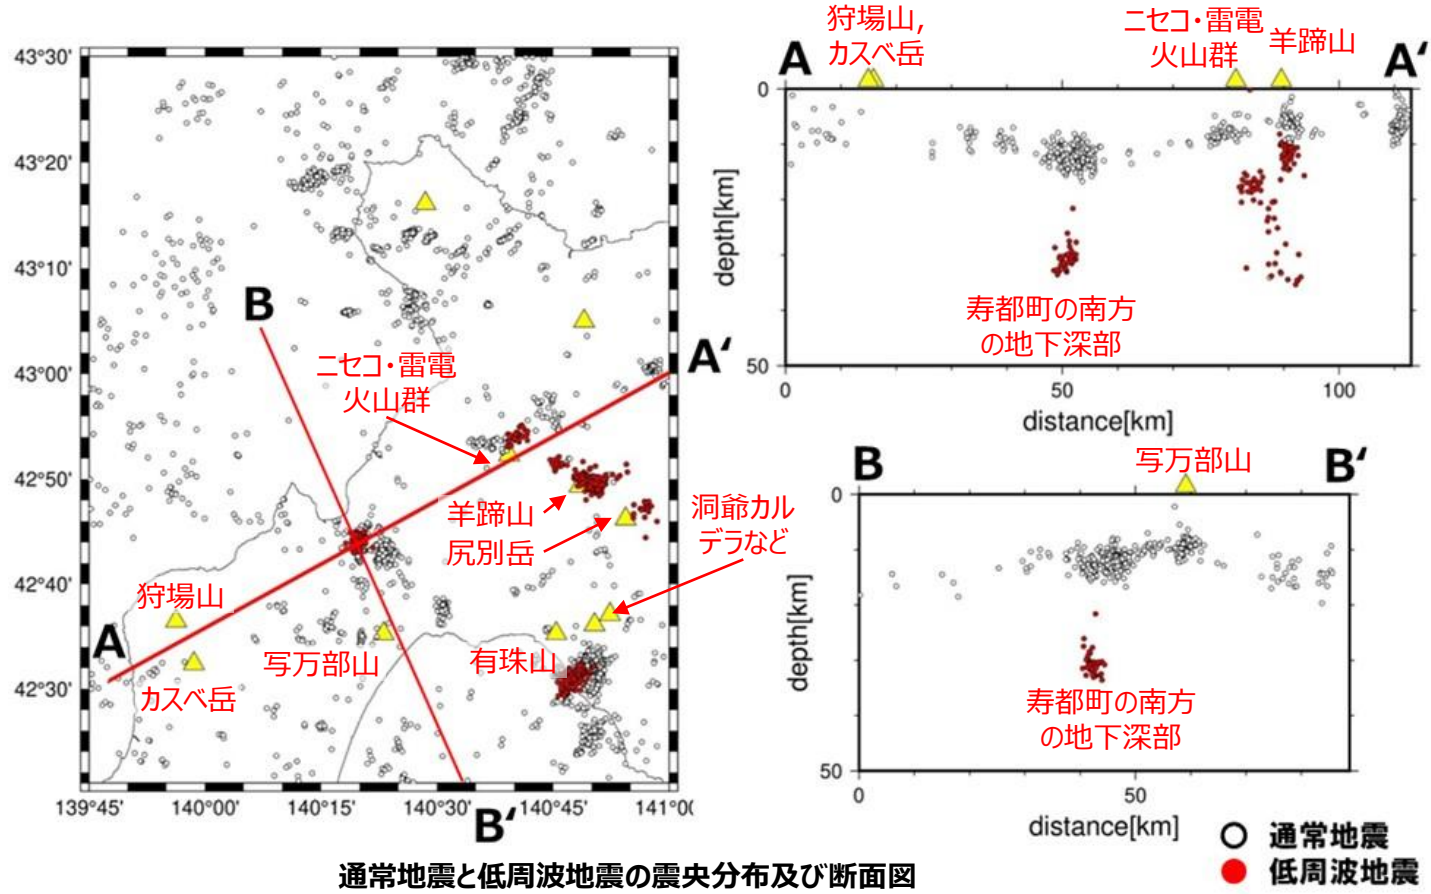 43°30′
43°20′
43°10′
43°00′
42°50′
42°40′
42°30′
139°45′
140°00′
140°15′
140°30′
140°45′
B
ニセコ・雷電
火山群
A‘
羊蹄山
尻別岳
洞爺カル
デラなど
狩場山
A
カスベ岳
写万部山
有珠山
B‘
狩場山,
カスベ岳
ニセコ・雷電
火山群
羊蹄山
A
A‘
0
depth[km]
寿都町の南方
の地下深部
50
0
50
100
distance[km]
写万部山
B
B‘
0
depth[km]
寿都町の南方
の地下深部
50
0
50
distance[km]
通常地震
低周波地震
通常地震と低周波地震の震央分布及び断面図